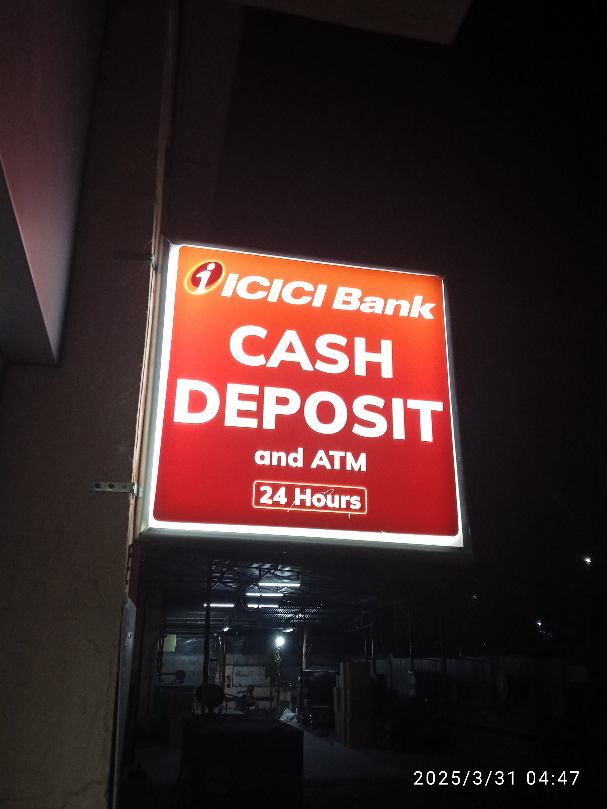 i ICICI Bank
CASH
DEPOSIT
and ATM
24 Hours
2025/3/31 04:47